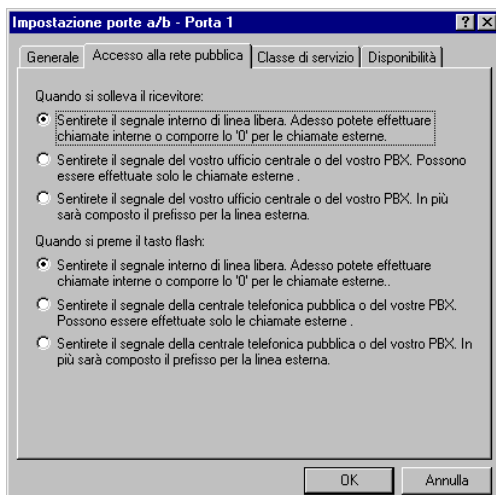 Impostazione porte a/b - Porta 1
Generale
Accesso alla rete pubblica
Classe di servizio
Disponibilità
Quando si solleva il ricevitore:
Sentirete il segnale interno di linea libera. Adesso potete effettuare
chiamate interne o comporre lo '0' per le chiamate esterne.
Sentirete il segnale del vostro ufficio centrale o del vostro PBX. Possono
essere effettuate solo le chiamate esterne .
Sentirete il segnale del vostro ufficio centrale o del vostro PBX. In più
sarà composto il prefisso per la linea esterna.
Quando si preme il tasto flash:
Sentirete il segnale interno di linea libera. Adesso potete effettuare
chiamate interne o comporre lo '0' per le chiamate esterne..
Sentirete il segnale della centrale telefonica pubblica o del vostre PBX.
Possono essere effettuate solo le chiamate esterne .
Sentirete il segnale della centrale telefonica pubblica o del vostro PBX. In
più sarà composto il prefisso per la linea esterna.
OK
Annulla